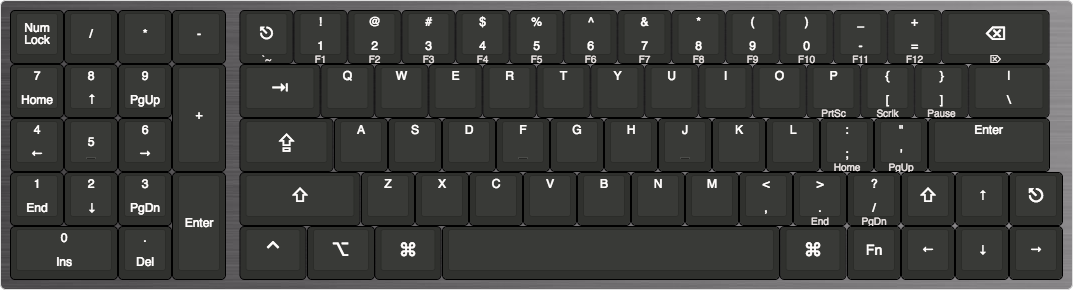 Num Lock / * -
7 Home 8 ↑ 9 PgUp +
4 ← 5 6 →
1 End 2 ↓ 3 PgDn Enter
0 Ins . Del
`~ ! 1 F1 @ 2 F2 # 3 F3 $ 4 F4 % 5 F5 ^ 6 F6 & 7 F7 * 8 F8 ( 9 F9 ) 0 F10 _ - F11 + = F12 ⌫ ⌦
⇥ Q W E R T Y U I O P PrtSc { [ Scrlk } ] Pause | \
A S D F G H J K L : ; Home " ' PgUp Enter
⇧ Z X C V B N M < , > . End ? / PgDn ⇧ ↑
⌃ ⌥ ⌘ ⌘ Fn ← ↓ →